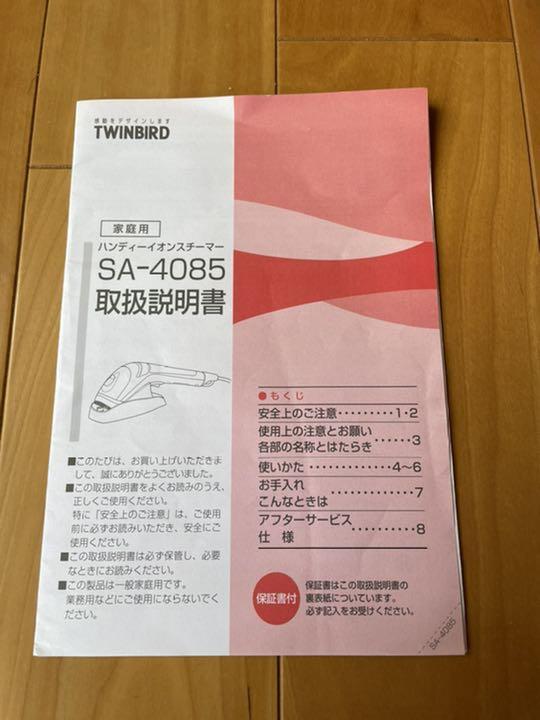 感動をデザインします
TWINBIRD
家庭用
ハンディーイオンスチーマー
SA-4085
取扱説明書
■このたびは、お買い上げいただきま
して、誠にありがとうございました。
■この取扱説明書をよくお読みのうえ、
正しくご使用ください。
特に「安全上のご注意」は、ご使用
前に必ずお読みいただき、安全にご
使用ください。
■この取扱説明書は必ず保管し、必要
なときにお読みください。
■この製品は一般家庭用です。
業務用などにご使用にならないでく
ださい。
●もくじ
安全上のご注意·········1·2
使用上の注意とお願い
各部の名称とはたらき ····3
使いかた ·············4～6
お手入れ
こんなときは ············7
アフターサービス
仕 様 ··········8
保証書付
保証書はこの取扱説明書の
裏表紙についています。
必ず記入をお受けください。
SA-4085